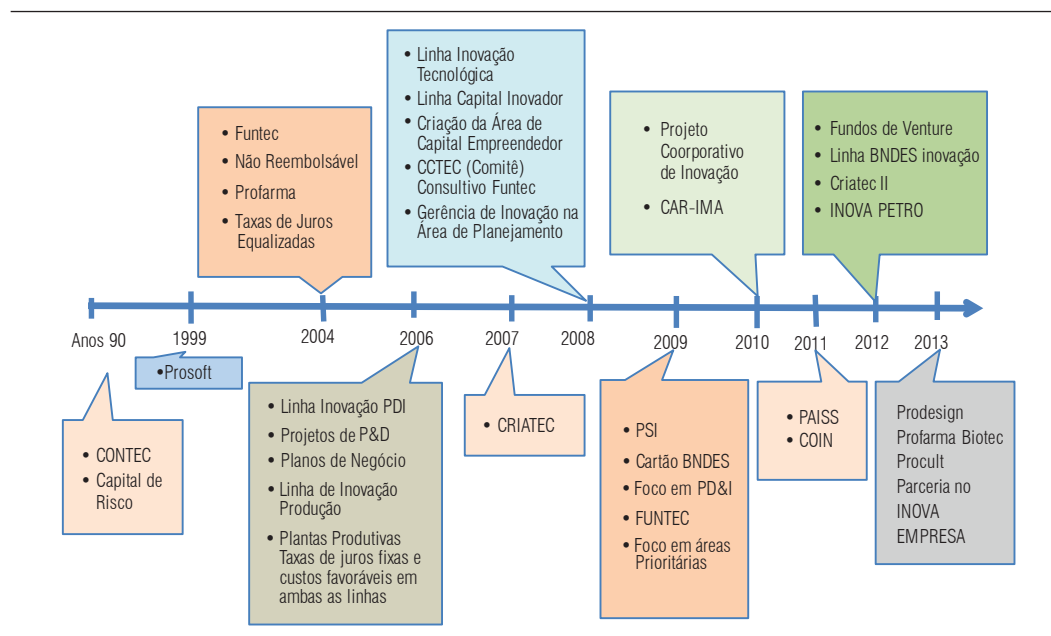 • Linha Inovação
Tecnológica
• Linha Capital Inovador
• Criação da Área de
Capital Empreendedor
• CCTEC (Comitê)
Consultivo Funtec
• Gerência de Inovação na
Área de Planejamento
• Funtec
• Não Reembolsável
• Profarma
• Taxas de Juros
Equalizadas
• Projeto
Coorporativo
de Inovação
• CAR-IMA
• Fundos de Venture
• Linha BNDES inovação
• Criatec II
• INOVA PETRO
Anos 90
1999
2004
2006
2007
2008
2009
2010
2011
2012
2013
•Prosoft
• CONTEC
• Capital de
Risco
• Linha Inovação PDI
• Projetos de P&D
• Planos de Negócio
• Linha de Inovação
Produção
• Plantas Produtivas
Taxas de juros fixas e
custos favoráveis em
ambas as linhas
• CRIATEC
• PSI
• Cartão BNDES
• Foco em PD&I
• FUNTEC
• Foco em áreas
Prioritárias
• PAISS
• COIN
Prodesign
Profarma Biotec
Procult
Parceria no
INOVA
EMPRESA